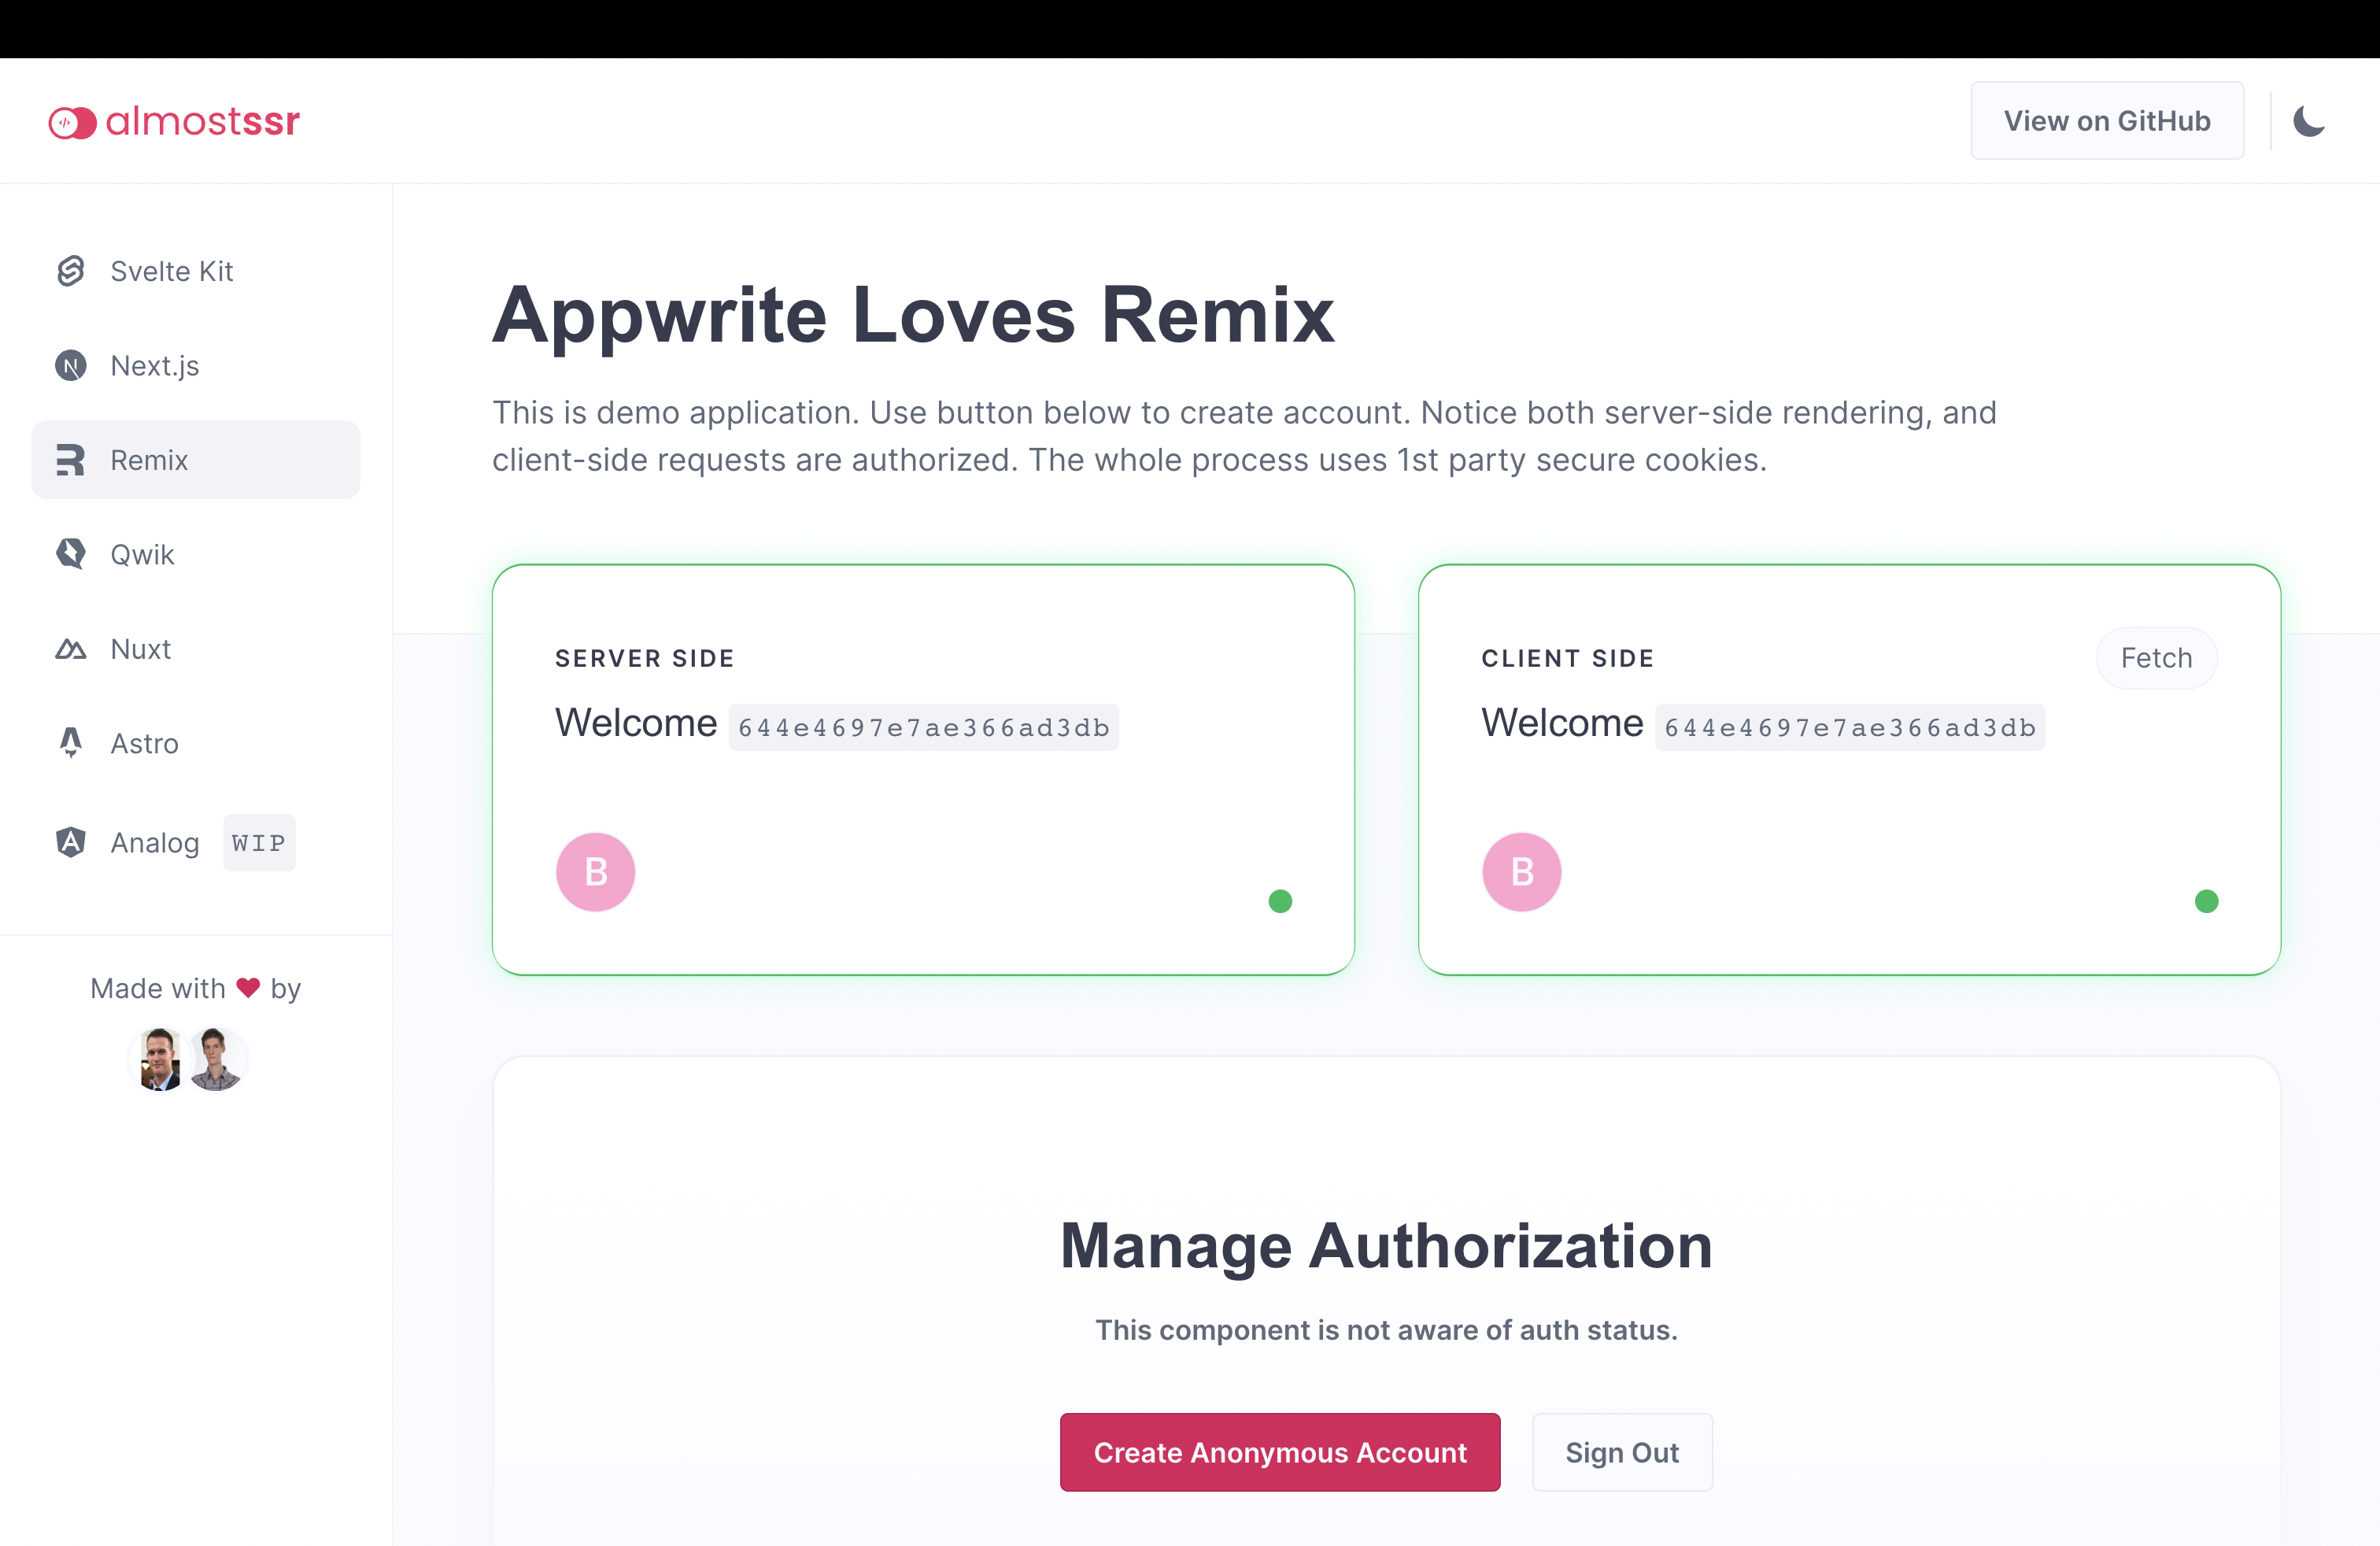 almostssr
View on GitHub
Svelte Kit
Next.js
Remix
Qwik
Nuxt
Astro
Analog WIP
Made with ❤ by
Appwrite Loves Remix
This is demo application. Use button below to create account. Notice both server-side rendering, and
client-side requests are authorized. The whole process uses 1st party secure cookies.
SERVER SIDE
Welcome 644e4697e7ae366ad3db
B
CLIENT SIDE
Fetch
Welcome 644e4697e7ae366ad3db
B
Manage Authorization
This component is not aware of auth status.
Create Anonymous Account
Sign Out